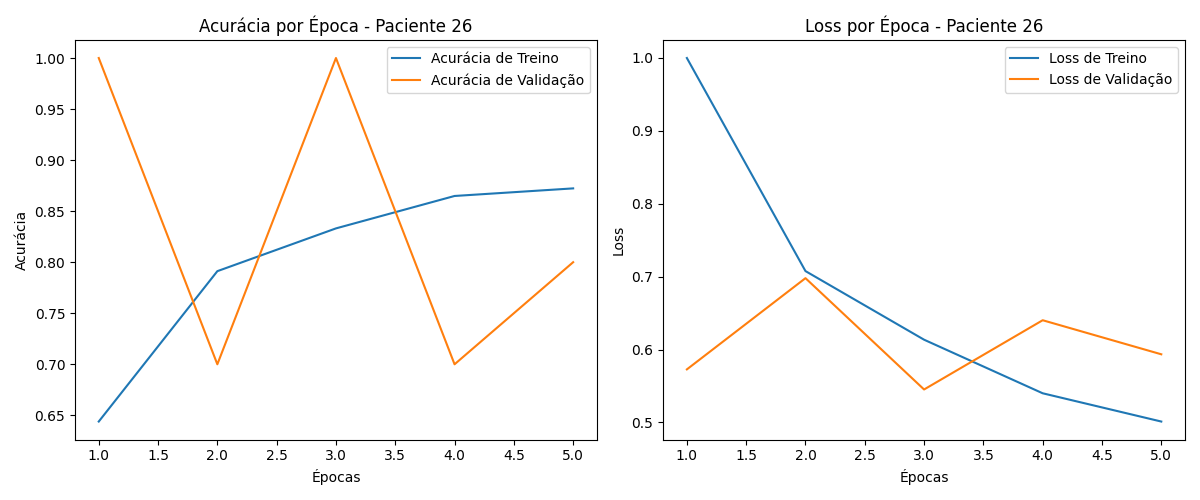 Acurácia por Época - Paciente 26
Acurácia
1.00
0.95
0.90
0.85
0.80
0.75
0.70
0.65
Acurácia de Treino
Acurácia de Validação
1.0 1.5 2.0 2.5 3.0 3.5 4.0 4.5 5.0
Épocas
Loss por Época - Paciente 26
Loss
1.0
0.9
0.8
0.7
0.6
0.5
Loss de Treino
Loss de Validação
1.0 1.5 2.0 2.5 3.0 3.5 4.0 4.5 5.0
Épocas